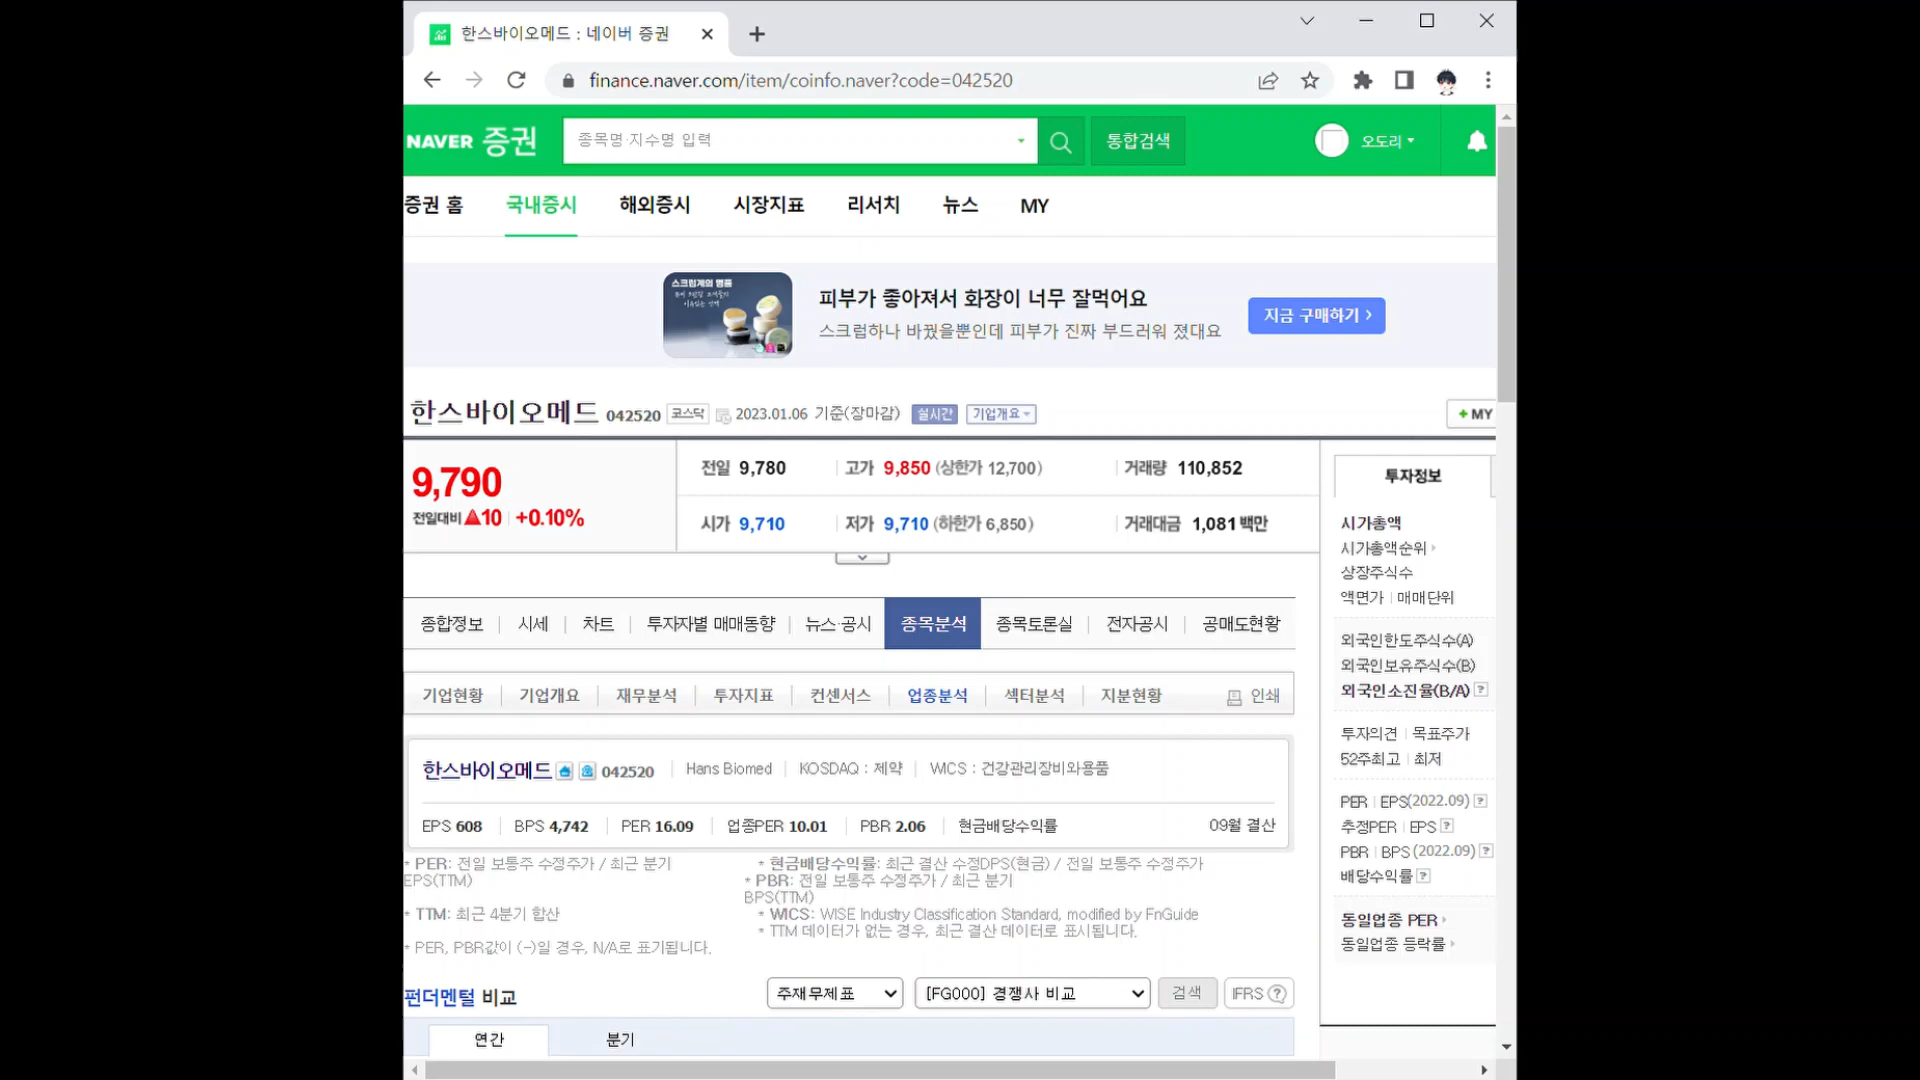 한스바이오메드 : 네이버 증권
finance.naver.com/item/coinfo.naver?code=042520
NAVER 증권
종목명·지수명 입력
통합검색
오도리
증권 홈 국내증시 해외증시 시장지표 리서치 뉴스 MY
스크럽계의 명품
피부가 좋아져서 화장이 너무 잘먹어요
스크럽하나 바꿨을뿐인데 피부가 진짜 부드러워 졌대요
지금 구매하기
한스바이오메드 042520 코스닥 2023.01.06 기준(장마감) 실시간 기업개요
+ MY
9,790
전일대비 ▲10 +0.10%
전일 9,780 고가 9,850 (상한가 12,700) 거래량 110,852
시가 9,710 저가 9,710 (하한가 6,850) 거래대금 1,081 백만
종합정보 시세 차트 투자자별 매매동향 뉴스·공시 종목분석 종목토론실 전자공시 공매도현황
기업현황 기업개요 재무분석 투자지표 컨센서스 업종분석 섹터분석 지분현황 인쇄
한스바이오메드 042520 Hans Biomed KOSDAQ : 제약 WICS : 건강관리장비와용품
EPS 608 BPS 4,742 PER 16.09 업종PER 10.01 PBR 2.06 현금배당수익률 09월 결산
* PER: 전일 보통주 수정주가 / 최근 분기
EPS(TTM)
* TTM: 최근 4분기 합산
* PER, PBR값이 (-)일 경우, N/A로 표기됩니다.
* 현금배당수익률: 최근 결산 수정DPS(현금) / 전일 보통주 수정주가
* PBR: 전일 보통주 수정주가 / 최근 분기
BPS(TTM)
* WICS: WISE Industry Classification Standard, modified by FnGuide
* TTM 데이터가 없는 경우, 최근 결산 데이터로 표시됩니다.
펀더멘털 비교
주재무제표
[FG000] 경쟁사 비교
검색
IFRS ?
연간 분기
투자정보
시가총액
시가총액순위
상장주식수
액면가 매매단위
외국인한도주식수(A)
외국인보유주식수(B)
외국인소진율(B/A) ?
투자의견 목표주가
52주최고 최저
PER EPS(2022.09) ?
추정PER EPS ?
PBR BPS (2022.09) ?
배당수익률 ?
동일업종 PER
동일업종 등락률